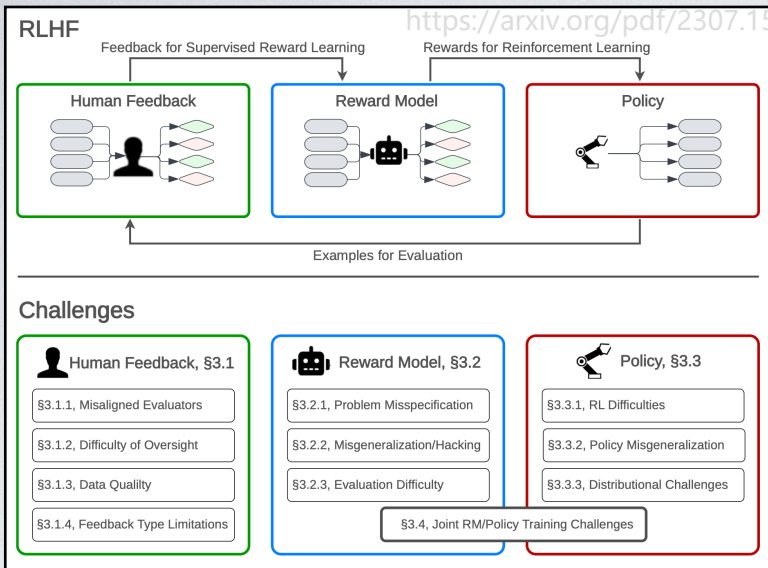 https://arxiv.org/pdf/2307.15
RLHF
Feedback for Supervised Reward Learning
Rewards for Reinforcement Learning
Human Feedback
Reward Model
Policy
Examples for Evaluation
Challenges
Human Feedback, §3.1
§3.1.1, Misaligned Evaluators
§3.1.2, Difficulty of Oversight
§3.1.3, Data Qualilty
§3.1.4, Feedback Type Limitations
Reward Model, §3.2
§3.2.1, Problem Misspecification
§3.2.2, Misgeneralization/Hacking
§3.2.3, Evaluation Difficulty
Policy, §3.3
§3.3.1, RL Difficulties
§3.3.2, Policy Misgeneralization
§3.3.3, Distributional Challenges
§3.4, Joint RM/Policy Training Challenges